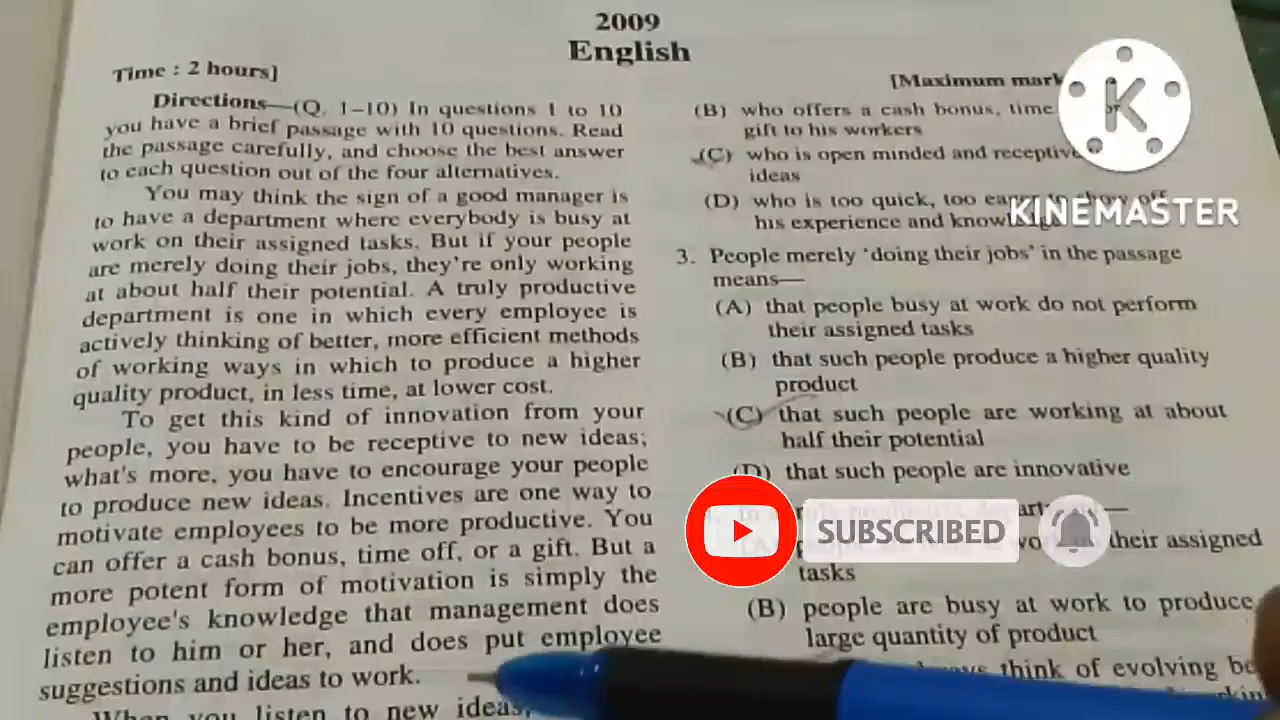 2009
English
Time : 2 hours]
[Maximum mark
Directions—(Q. 1–10) In questions 1 to 10
you have a brief passage with 10 questions. Read
the passage carefully, and choose the best answer
to each question out of the four alternatives.
You may think the sign of a good manager is
to have a department where everybody is busy at
work on their assigned tasks. But if your people
are merely doing their jobs, they're only working
at about half their potential. A truly productive
department is one in which every employee is
actively thinking of better, more efficient methods
of working ways in which to produce a higher
quality product, in less time, at lower cost.
To get this kind of innovation from your
people, you have to be receptive to new ideas;
what's more, you have to encourage your people
to produce new ideas. Incentives are one way to
motivate employees to be more productive. You
can offer a cash bonus, time off, or a gift. But a
more potent form of motivation is simply the
employee's knowledge that management does
listen to him or her, and does put employee
suggestions and ideas to work.
When you listen to new ideas,
(B) who offers a cash bonus, time
gift to his workers
(C) who is open minded and receptive
ideas
(D) who is too quick, too
his experience and
3. People merely 'doing their jobs' in the passage
means—
(A) that people busy at work do not perform
their assigned tasks
(B) that such people produce a higher quality
product
(C) that such people are working at about
half their potential
(D) that such people are innovative
their assigned
tasks
(B) people are busy at work to produce
large quantity of product
think of evolving
K
KINEMASTER
SUBSCRIBED